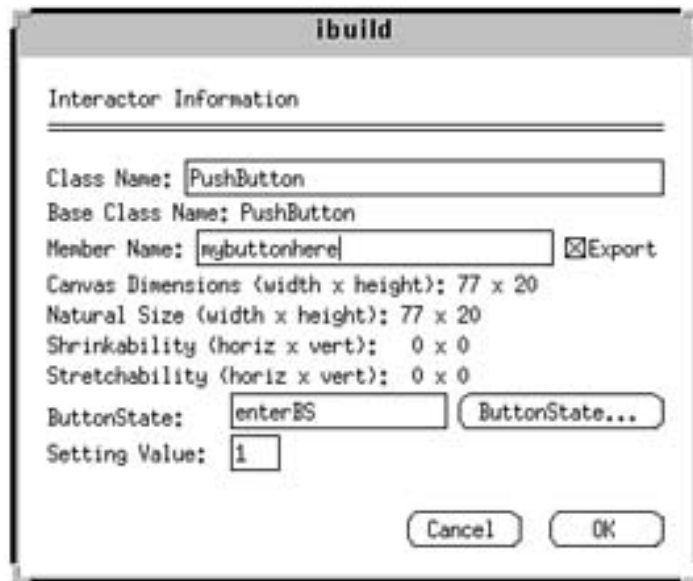 ibuild
Interactor Information
Class Name: PushButton
Base Class Name: PushButton
Member Name: mybuttonhere Export
Canvas Dimensions (width x height): 77 x 20
Natural Size (width x height): 77 x 20
Shrinkability (horiz x vert): 0 x 0
Stretchability (horiz x vert): 0 x 0
ButtonState: enterBS ButtonState...
Setting Value: 1
Cancel OK